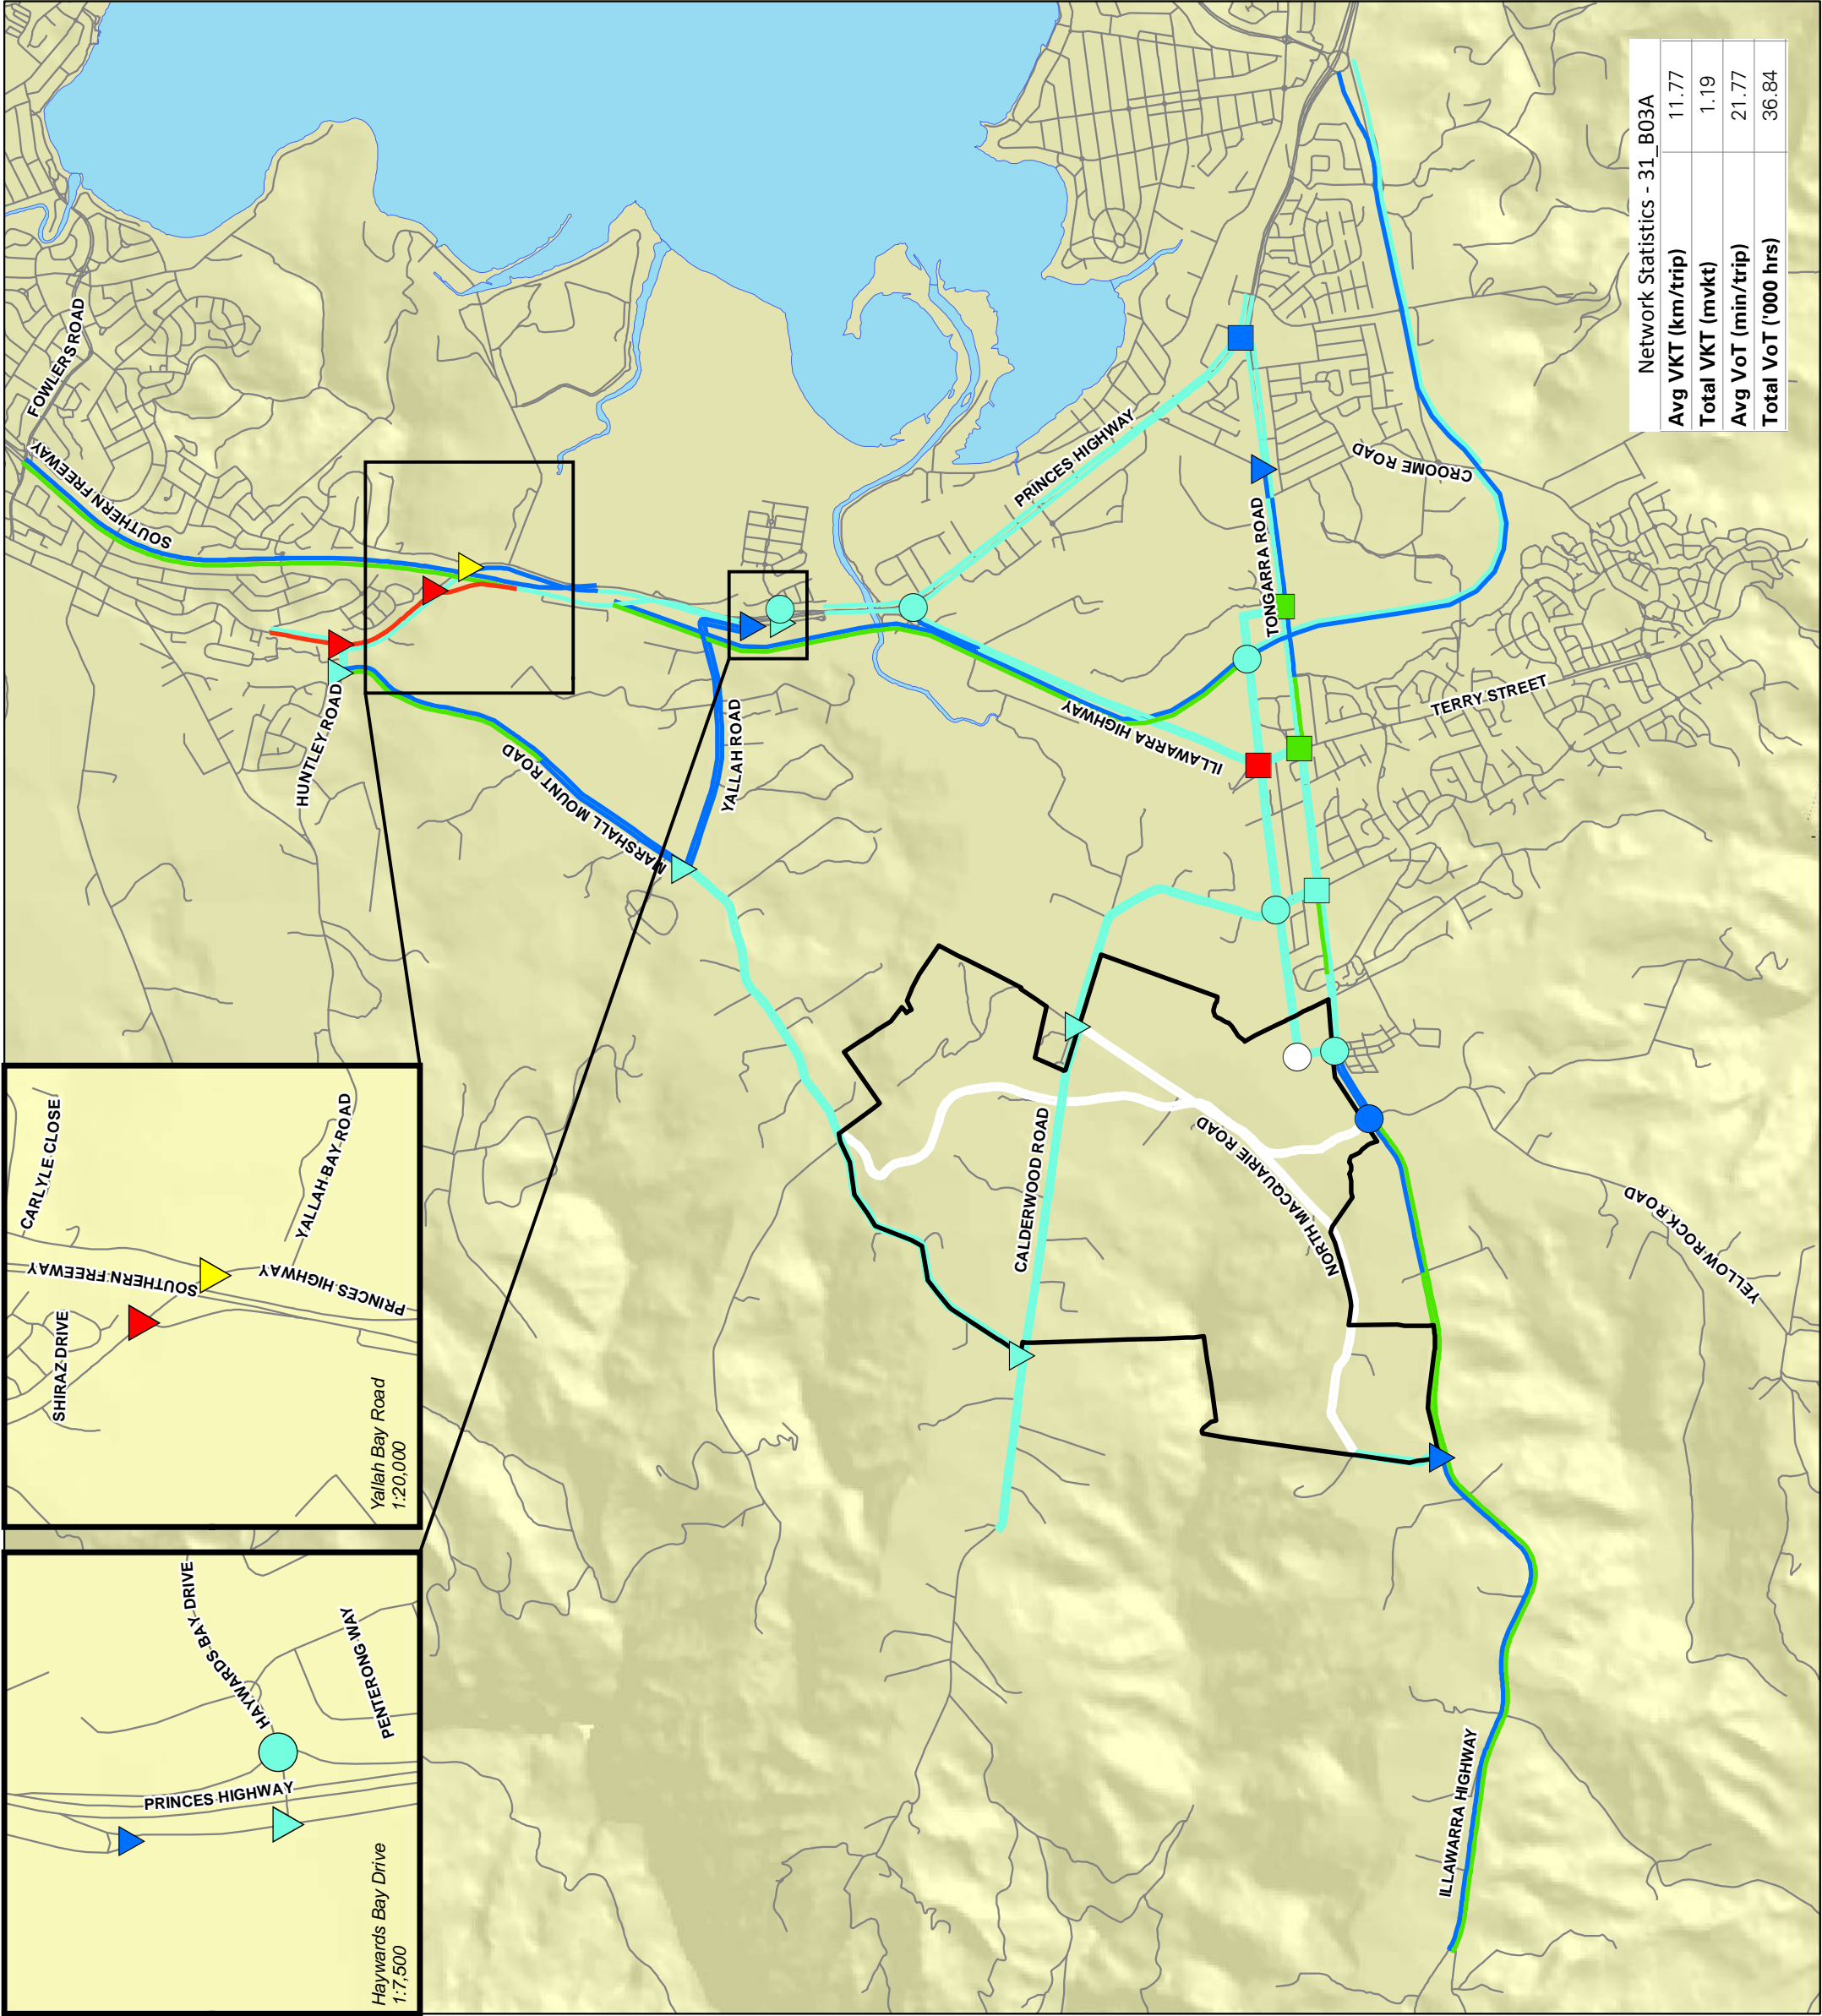 FOWLERS ROAD
SOUTHERN FREEWAY
HUNTLEY ROAD
MARSHALL MOUNT ROAD
YALLAH ROAD
PRINCES HIGHWAY
ILLAWARRA HIGHWAY
TONGARRA ROAD
CROOME ROAD
TERRY STREET
CALDERWOOD ROAD
NORTH MACQUARIE ROAD
YELLOW ROCK ROAD
ILLAWARRA HIGHWAY
CARLYLE CLOSE
YALLAH BAY ROAD
SOUTHERN FREEWAY
PRINCES HIGHWAY
SHIRAZ DRIVE
Yallah Bay Road
1:20,000
HAYWARDS BAY DRIVE
PENTERONG WAY
PRINCES HIGHWAY
Haywards Bay Drive
1:7,500
Network Statistics - 31_B03A
Avg VKT (km/trip) 11.77
Total VKT (mvkt) 1.19
Avg VoT (min/trip) 21.77
Total VoT ('000 hrs) 36.84